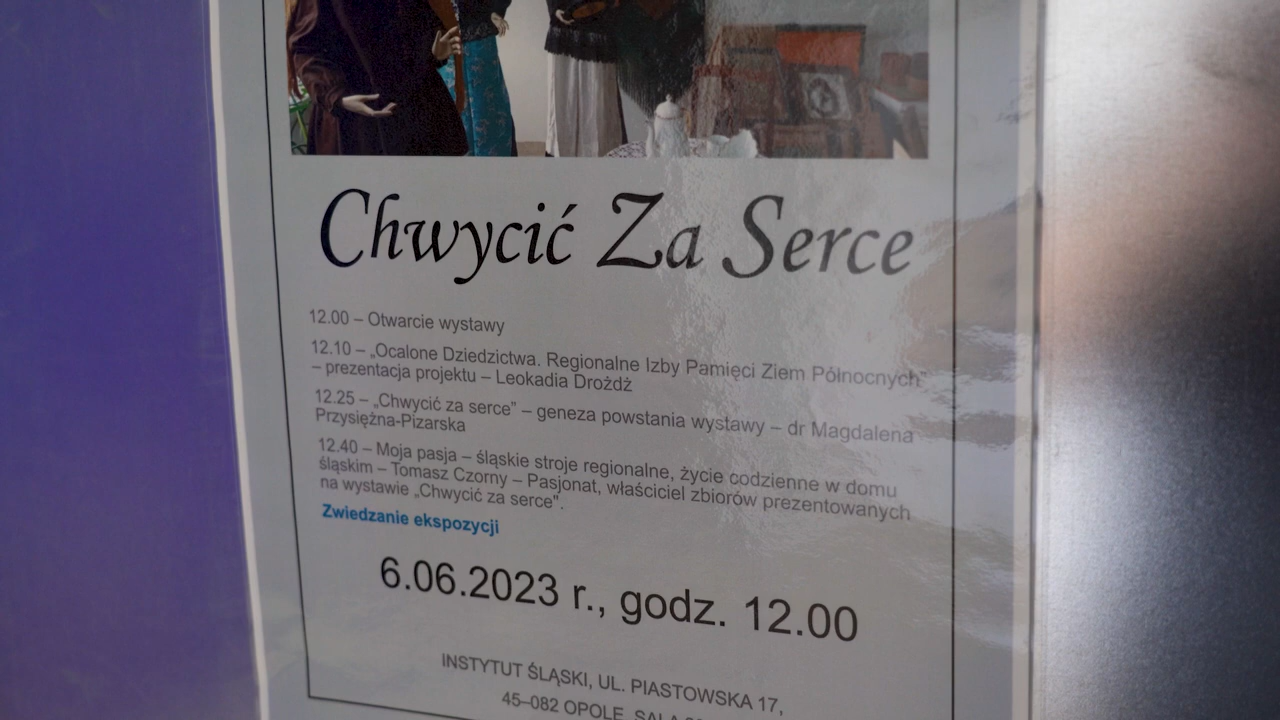 Chwycić Za Serce
12.00 – Otwarcie wystawy
12.10 – „Ocalone Dziedzictwa. Regionalne Izby Pamięci Ziem Północnych”
– prezentacja projektu – Leokadia Drożdż
12.25 – „Chwycić za serce” – geneza powstania wystawy – dr Magdalena
Przysiężna-Pizarska
12.40 – Moja pasja – śląskie stroje regionalne, życie codzienne w domu
śląskim – Tomasz Czorny – Pasjonat, właściciel zbiorów prezentowanych
na wystawie „Chwycić za serce”.
Zwiedzanie ekspozycji
6.06.2023 r., godz. 12.00
INSTYTUT ŚLĄSKI, UL. PIASTOWSKA 17,
45–082 OPOLE, SALA